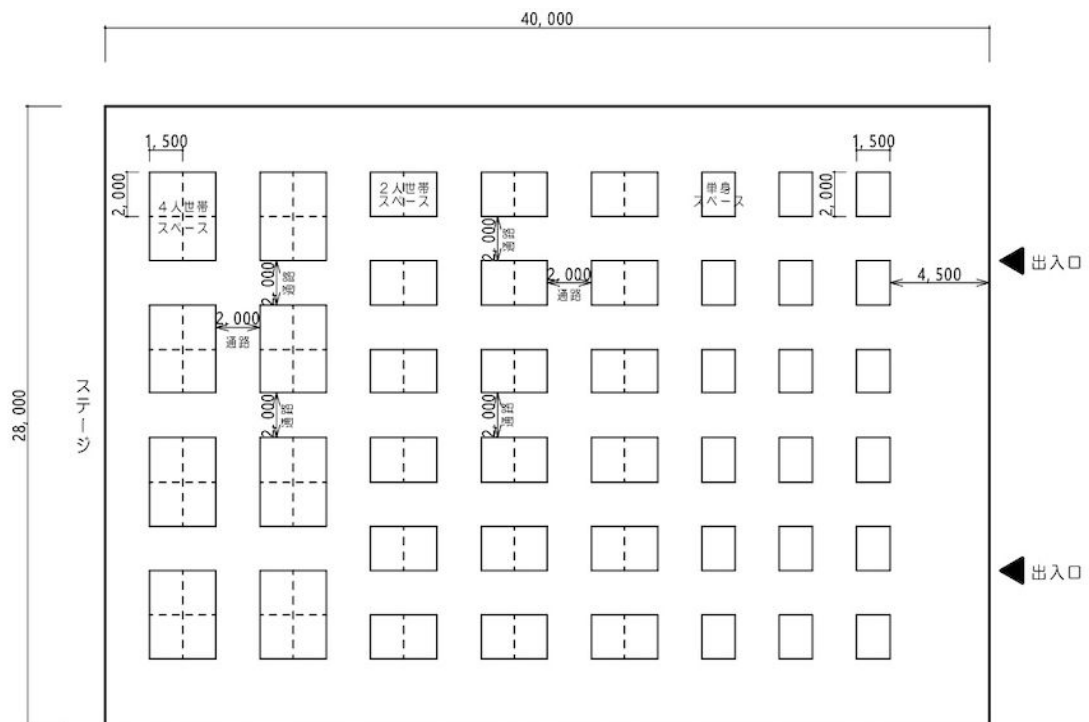 40,000
1,500
1,500
2,000
4人世帯
スペース
2人世帯
スペース
単身
スペース
2,000
2,000
通路
出入口
4,500
2,000
通路
2,000
通路
2,000
通路
ステージ
28,000
2,000
通路
2,000
通路
出入口